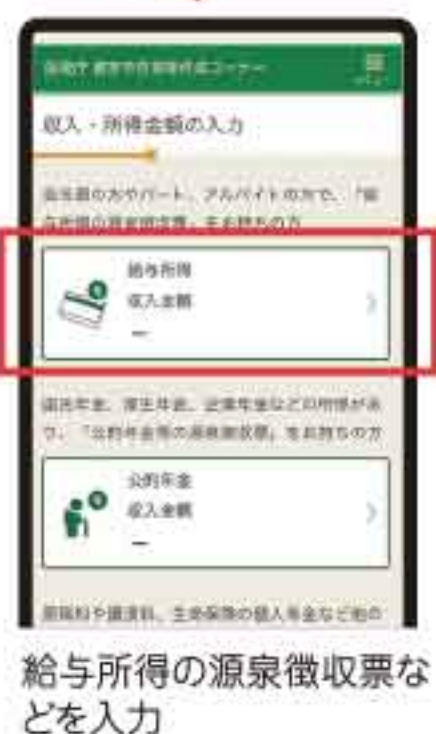 国税庁 確定申告書等作成コーナー
収入・所得金額の入力
会社員の方やパート、アルバイトの方で、「給
与所得の源泉徴収票」をお持ちの方
給与所得
収入金額
－
国民年金、厚生年金、企業年金などの所得があ
り、「公的年金等の源泉徴収票」をお持ちの方
公的年金
収入金額
－
原稿料や講演料、生命保険の個人年金など他の
給与所得の源泉徴収票な
どを入力